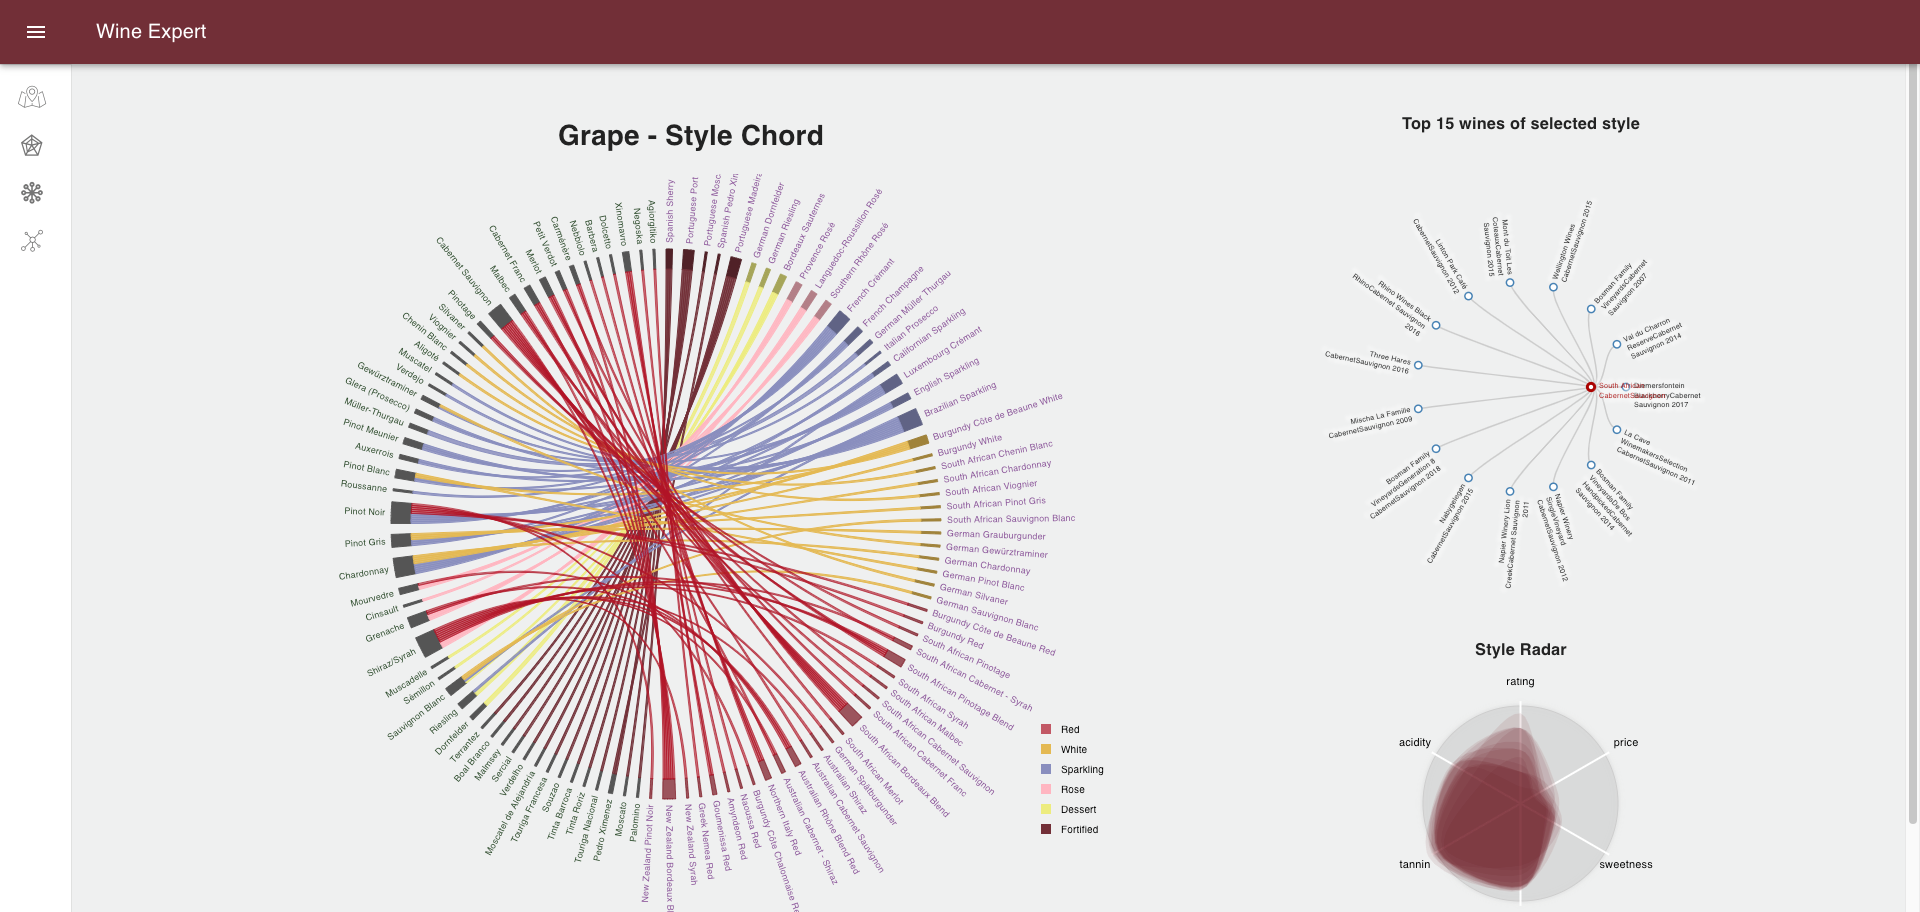 Wine Expert
Grape - Style Chord
Top 15 wines of selected style
Spanish Sherry
Portuguese Port
Portuguese Mosc
Spanish Pedro Xin
Portuguese Madeira
German Dornfelder
German Riesling
Bordeaux Sauternes
Provence Rosé
Languedoc-Roussillon Rosé
Southern Rhône Rosé
French Crémant
French Champagne
German Müller Thurgau
Italian Prosecco
Californian Sparkling
Luxembourg Crémant
English Sparkling
Brazilian Sparkling
Burgundy Côte de Beaune White
Burgundy White
South African Chenin Blanc
South African Chardonnay
South African Viognier
South African Pinot Gris
South African Sauvignon Blanc
German Grauburgunder
German Gewürztraminer
German Chardonnay
German Pinot Blanc
German Silvaner
German Sauvignon Blanc
Burgundy Côte de Beaune Red
Burgundy Red
South African Pinotage
South African Cabernet - Syrah
South African Pinotage Blend
South African Syrah
South African Malbec
South African Cabernet Sauvignon
South African Cabernet Franc
South African Bordeaux Blend
South African Merlot
German Spätburgunder
Australian Shiraz
Australian Cabernet Sauvignon
Australian Rhône Blend Red
Australian Cabernet - Shiraz
Northern Italy Red
Burgundy Côte Chalonnaise Re
Naoussa Red
Amyndeon Red
Goumenissa Red
Greek Nemea Red
New Zealand Syrah
New Zealand Bordeaux Bl
New Zealand Pinot Noir
Palomino
Moscato
Pedro Ximenez
Touriga Nacional
Tinta Roriz
Tinta Barroca
Souzao
Touriga Francesa
Moscatel de Alejandria
Verdelho
Sercial
Malmsey
Boal Branco
Terrantez
Dornfelder
Riesling
Sauvignon Blanc
Sémillon
Muscadelle
Shiraz/Syrah
Grenache
Cinsault
Mourvedre
Chardonnay
Pinot Gris
Pinot Noir
Roussanne
Pinot Blanc
Auxerrois
Pinot Meunier
Müller-Thurgau
Glera (Prosecco)
Gewürztraminer
Verdejo
Muscatel
Aligoté
Chenin Blanc
Viognier
Silvaner
Pinotage
Cabernet Sauvignon
Malbec
Cabernet Franc
Merlot
Petit Verdot
Carménère
Nebbiolo
Barbera
Dolcetto
Xinomavro
Negoska
Agiorgitiko
Red
White
Sparkling
Rose
Dessert
Fortified
Wellington Wines
CabernetSauvignon 2015
Bosman Family
VineyardsCabernet
Sauvignon 2007
Val du Charron
ReserveCabernet
Sauvignon 2014
South African
Diemersfontein
BlackberryCabernet
Sauvignon 2017
La Cave
WinemakersSelection
CabernetSauvignon 2011
Bosman Family
VineyardsDe Bos
HandpickedCabernet
Sauvignon 2014
Napier Winery
SingleVineyard
CabernetSauvignon 2012
Napier Winery Lion
CreekCabernet Sauvignon
2011
Nabygelegen
CabernetSauvignon 2015
Bosman Family
VineyardsGeneration 8
CabernetSauvignon 2018
Mischa La Familie
CabernetSauvignon 2009
Three Hares
CabernetSauvignon 2016
Rhino Wines Black
RhinoCabernet Sauvignon
2016
Linton Park Café
CabernetSauvignon 2012
Mont du Toit Les
CoteauxCabernet
Sauvignon 2015
Style Radar
rating
price
sweetness
tannin
acidity